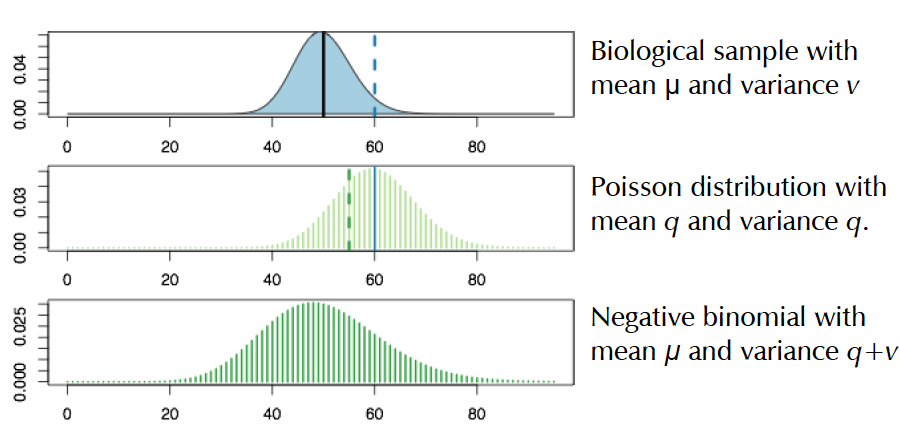 0.04
0.00
0 20 40 60 80
Biological sample with
mean μ and variance v
0.03
0.00
0 20 40 60 80
Poisson distribution with
mean q and variance q.
0.025
0.000
0 20 40 60 80
Negative binomial with
mean μ and variance q+v